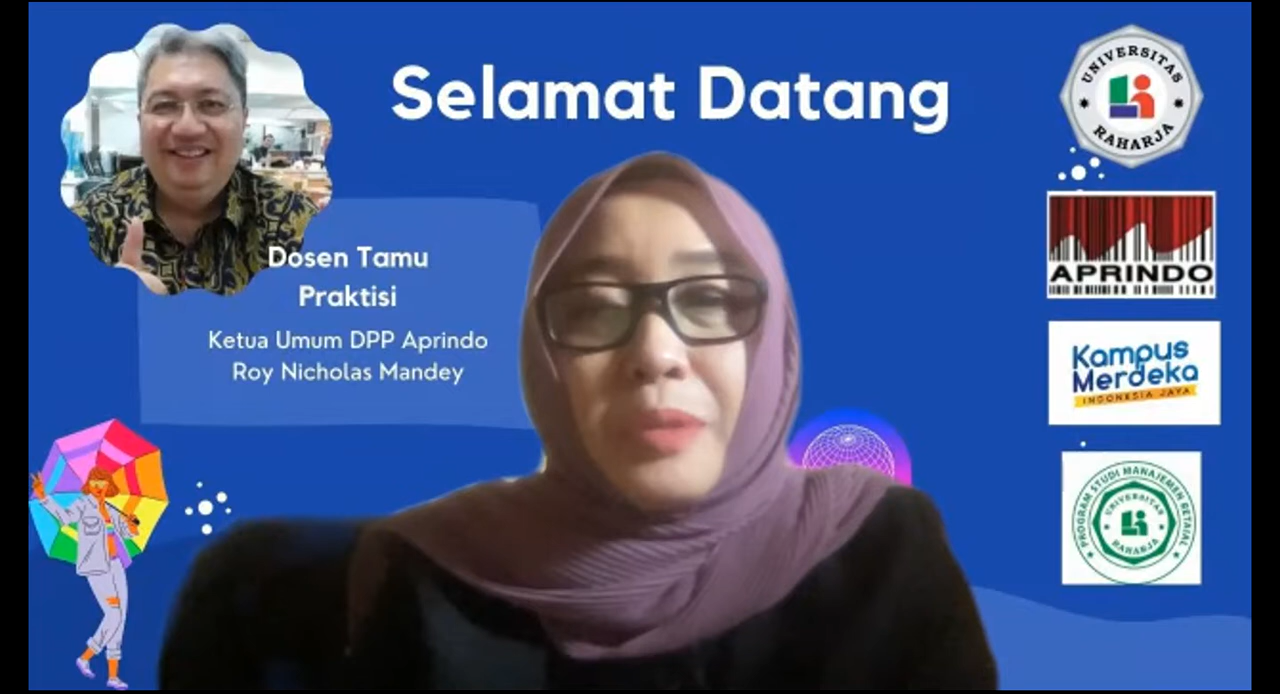 Selamat Datang
Dosen Tamu
Praktisi
Ketua Umum DPP Aprindo
Roy Nicholas Mandey
UNIVERSITAS
RAHARJA
APRINDO
Kampus
Merdeka
INDONESIA JAYA
PROGRAM STUDI MANAJEMEN RETAIL
UNIVERSITAS
RAHARJA